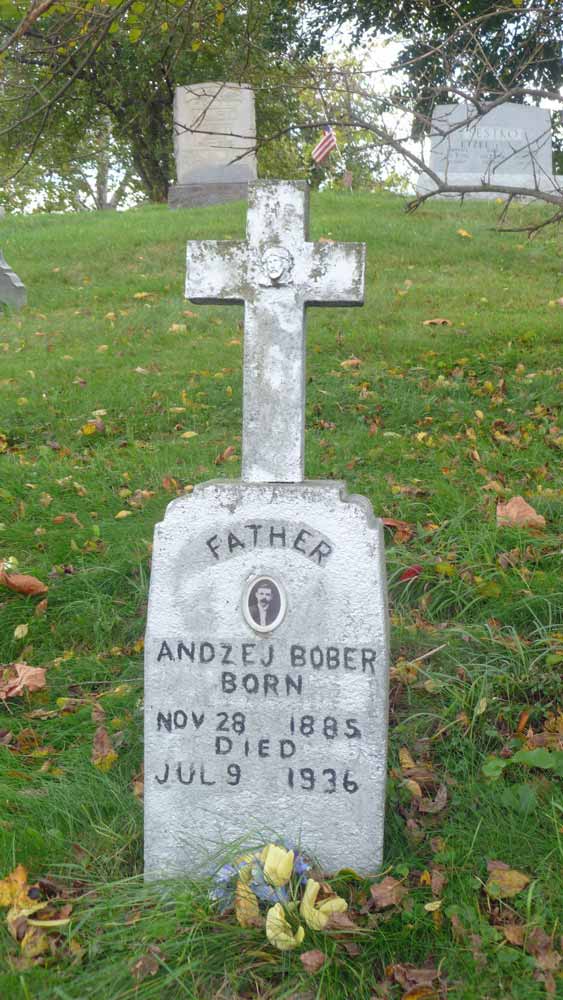 FATHER
ANDZEJ BOBER
BORN
NOV 28 1885
DIED
JUL 9 1936